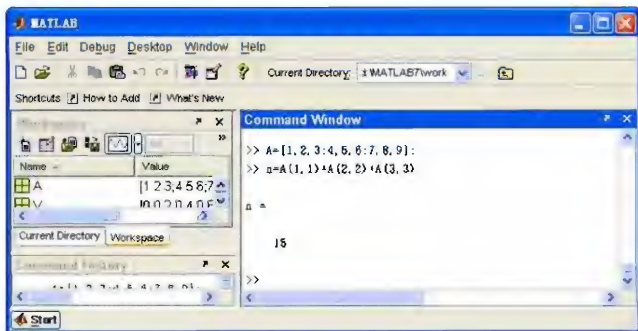 MATLAB
File Edit Debug Desktop Window Help
Current Directory: :\MATLAB7\work
Shortcuts How to Add What's New
Command Window
>> A=[1,2,3:4,5,6:7,8,9]:
>> n=A(1,1)+A(2,2)+A(3,3)
n =
15
>>
Name Value
A [1 2 3;4 5 6;7
Current Directory Workspace
Start